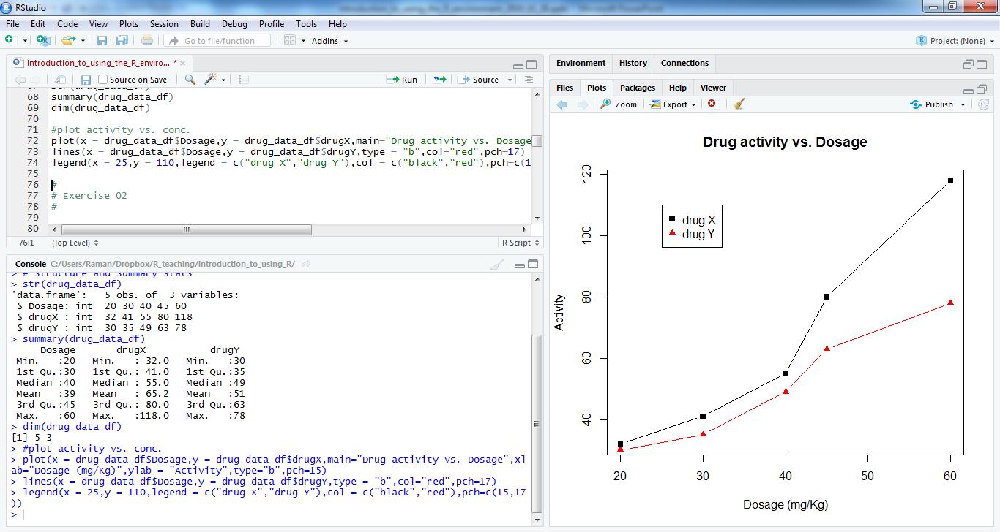 RStudio
File Edit Code View Plots Session Build Debug Profile Tools Help
Go to file/function Addins Project: (None)
introduction_to_using_the_R_enviro... *
Source on Save Run Source
68 summary(drug_data_df)
69 dim(drug_data_df)
70
71 #plot activity vs. conc.
72 plot(x = drug_data_df$Dosage,y = drug_data_df$drugX,main="Drug activity vs. Dosage
73 lines(x = drug_data_df$Dosage,y = drug_data_df$drugY,type = "b",col="red",pch=17)
74 legend(x = 25,y = 110,legend = c("drug X","drug Y"),col = c("black","red"),pch=c(1
75
76 #
77 # Exercise 02
78 #
79
80
76:1 (Top Level) R Script
Console C:/Users/Raman/Dropbox/R_teaching/introduction_to_using_R/
> # structure and summary stats
> str(drug_data_df)
'data.frame': 5 obs. of 3 variables:
$ Dosage: int 20 30 40 45 60
$ drugX : int 32 41 55 80 118
$ drugY : int 30 35 49 63 78
> summary(drug_data_df)
Dosage drugX drugY
Min. :20 Min. : 32.0 Min. :30
1st Qu.:30 1st Qu.: 41.0 1st Qu.:35
Median :40 Median : 55.0 Median :49
Mean :39 Mean : 65.2 Mean :51
3rd Qu.:45 3rd Qu.: 80.0 3rd Qu.:63
Max. :60 Max. :118.0 Max. :78
> dim(drug_data_df)
[1] 5 3
> #plot activity vs. conc.
> plot(x = drug_data_df$Dosage,y = drug_data_df$drugX,main="Drug activity vs. Dosage",xl
ab="Dosage (mg/Kg)",ylab = "Activity",type="b",pch=15)
> lines(x = drug_data_df$Dosage,y = drug_data_df$drugY,type = "b",col="red",pch=17)
> legend(x = 25,y = 110,legend = c("drug X","drug Y"),col = c("black","red"),pch=c(15,17
))
>
Environment History Connections
Files Plots Packages Help Viewer
Zoom Export Publish
Drug activity vs. Dosage
120
100
80
60
40
Activity
drug X
drug Y
20 30 40 50 60
Dosage (mg/Kg)